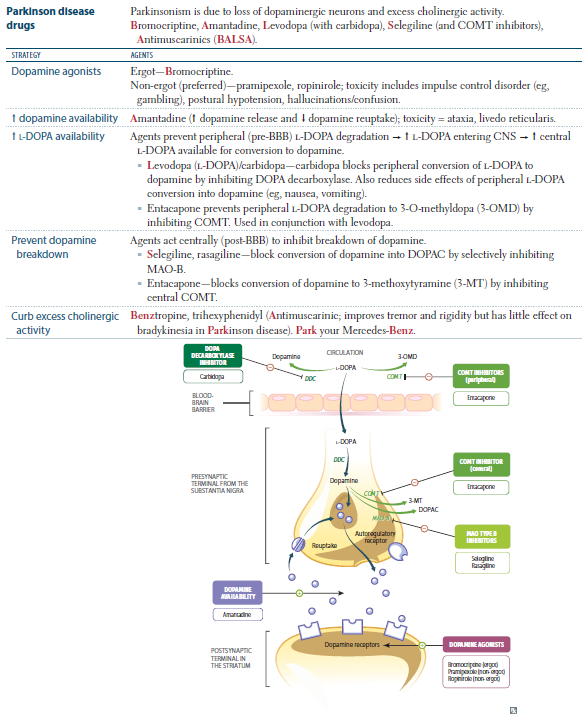 Parkinson disease
drugs
Parkinsonism is due to loss of dopaminergic neurons and excess cholinergic activity.
Bromocriptine, Amantadine, Levodopa (with carbidopa), Selegiline (and COMT inhibitors),
Antimuscarinics (BALSA).
STRATEGY
AGENTS
Dopamine agonists
Ergot—Bromocriptine.
Non-ergot (preferred)—pramipexole, ropinirole; toxicity includes impulse control disorder (eg,
gambling), postural hypotension, hallucinations/confusion.
↑ dopamine availability
Amantadine (↑ dopamine release and ↓ dopamine reuptake); toxicity = ataxia, livedo reticularis.
↑ L-DOPA availability
Agents prevent peripheral (pre-BBB) L-DOPA degradation → ↑ L-DOPA entering CNS → ↑ central
L-DOPA available for conversion to dopamine.
▪ Levodopa (L-DOPA)/carbidopa—carbidopa blocks peripheral conversion of L-DOPA to
dopamine by inhibiting DOPA decarboxylase. Also reduces side effects of peripheral L-DOPA
conversion into dopamine (eg, nausea, vomiting).
▪ Entacapone prevents peripheral L-DOPA degradation to 3-O-methyldopa (3-OMD) by
inhibiting COMT. Used in conjunction with levodopa.
Prevent dopamine
breakdown
Agents act centrally (post-BBB) to inhibit breakdown of dopamine.
▪ Selegiline, rasagiline—block conversion of dopamine into DOPAC by selectively inhibiting
MAO-B.
▪ Entacapone—blocks conversion of dopamine to 3-methoxytyramine (3-MT) by inhibiting
central COMT.
Curb excess cholinergic
activity
Benztropine, trihexyphenidyl (Antimuscarinic; improves tremor and rigidity but has little effect on
bradykinesia in Parkinson disease). Park your Mercedes-Benz.
DOPA
DECARBOXYLASE
INHIBITOR
Carbidopa
CIRCULATION
Dopamine
L-DOPA
3-OMD
DDC
COMT
COMT INHIBITORS
(peripheral)
Entacapone
BLOOD-
BRAIN
BARRIER
L-DOPA
DDC
Dopamine
COMT INHIBITOR
(central)
Entacapone
PRESYNAPTIC
TERMINAL FROM THE
SUBSTANTIA NIGRA
COMT
3-MT
DOPAC
MAO-B
MAO TYPE B
INHIBITORS
Selegiline
Rasagiline
Autoregulatory
receptor
Reuptake
DOPAMINE
AVAILABILITY
Amantadine
POSTSYNAPTIC
TERMINAL IN
THE STRIATUM
Dopamine receptors
DOPAMINE AGONISTS
Bromocriptine (ergot)
Pramipexole (non-ergot)
Ropinirole (non-ergot)